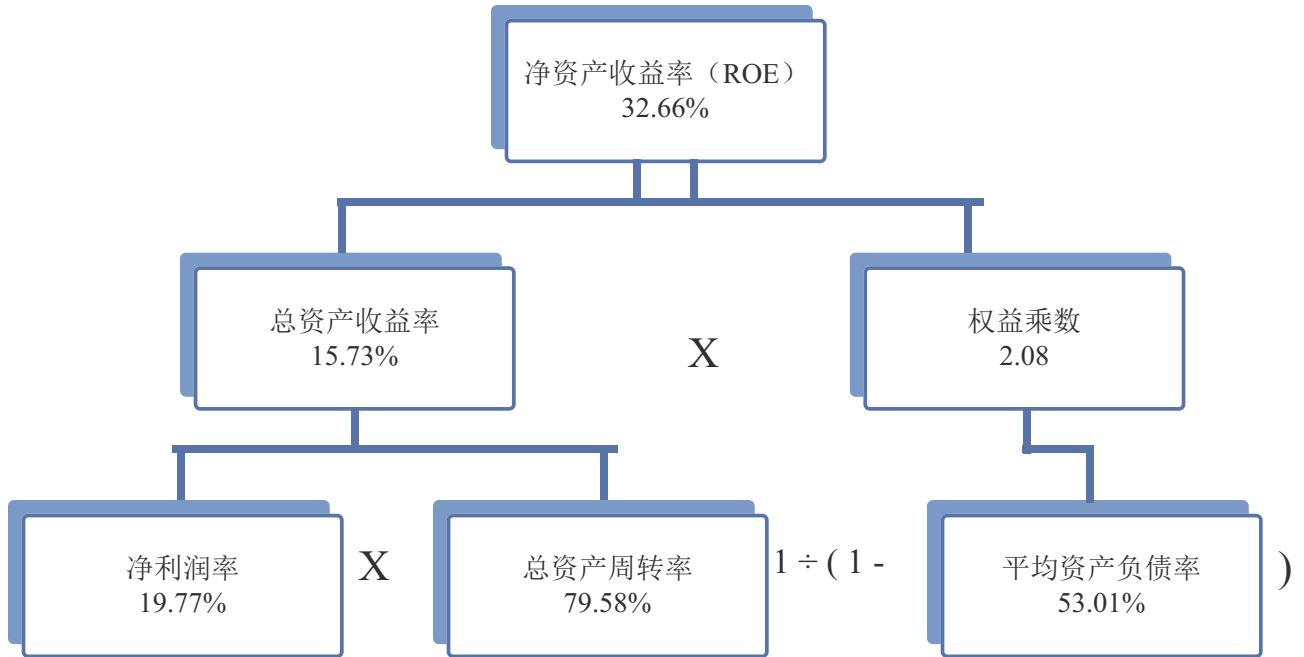 净资产收益率（ROE）
32.66%
总资产收益率
15.73%
X
权益乘数
2.08
净利润率
19.77%
X
总资产周转率
79.58%
1 ÷ ( 1 -
平均资产负债率
53.01%
)